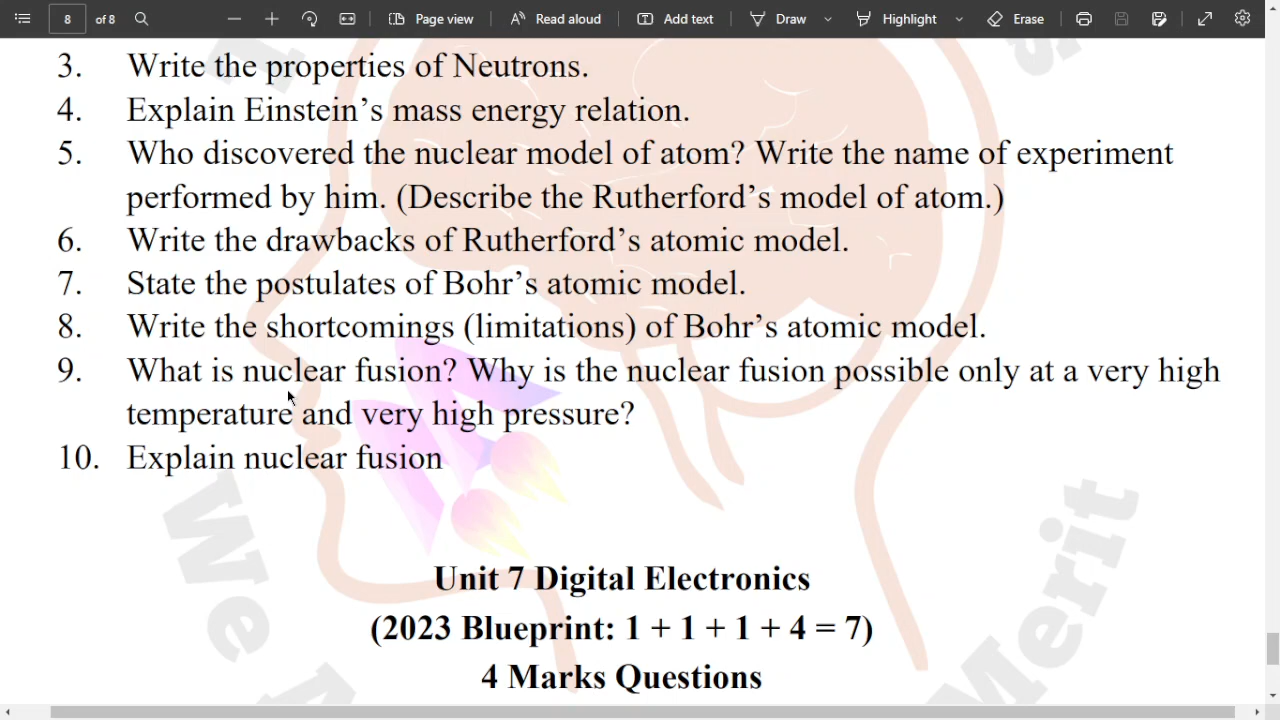 8 of 8 Page view Read aloud Add text Draw Highlight Erase
3. Write the properties of Neutrons.
4. Explain Einstein’s mass energy relation.
5. Who discovered the nuclear model of atom? Write the name of experiment
performed by him. (Describe the Rutherford’s model of atom.)
6. Write the drawbacks of Rutherford’s atomic model.
7. State the postulates of Bohr’s atomic model.
8. Write the shortcomings (limitations) of Bohr’s atomic model.
9. What is nuclear fusion? Why is the nuclear fusion possible only at a very high
temperature and very high pressure?
10. Explain nuclear fusion
We
Merit
Unit 7 Digital Electronics
(2023 Blueprint: 1 + 1 + 1 + 4 = 7)
4 Marks Questions